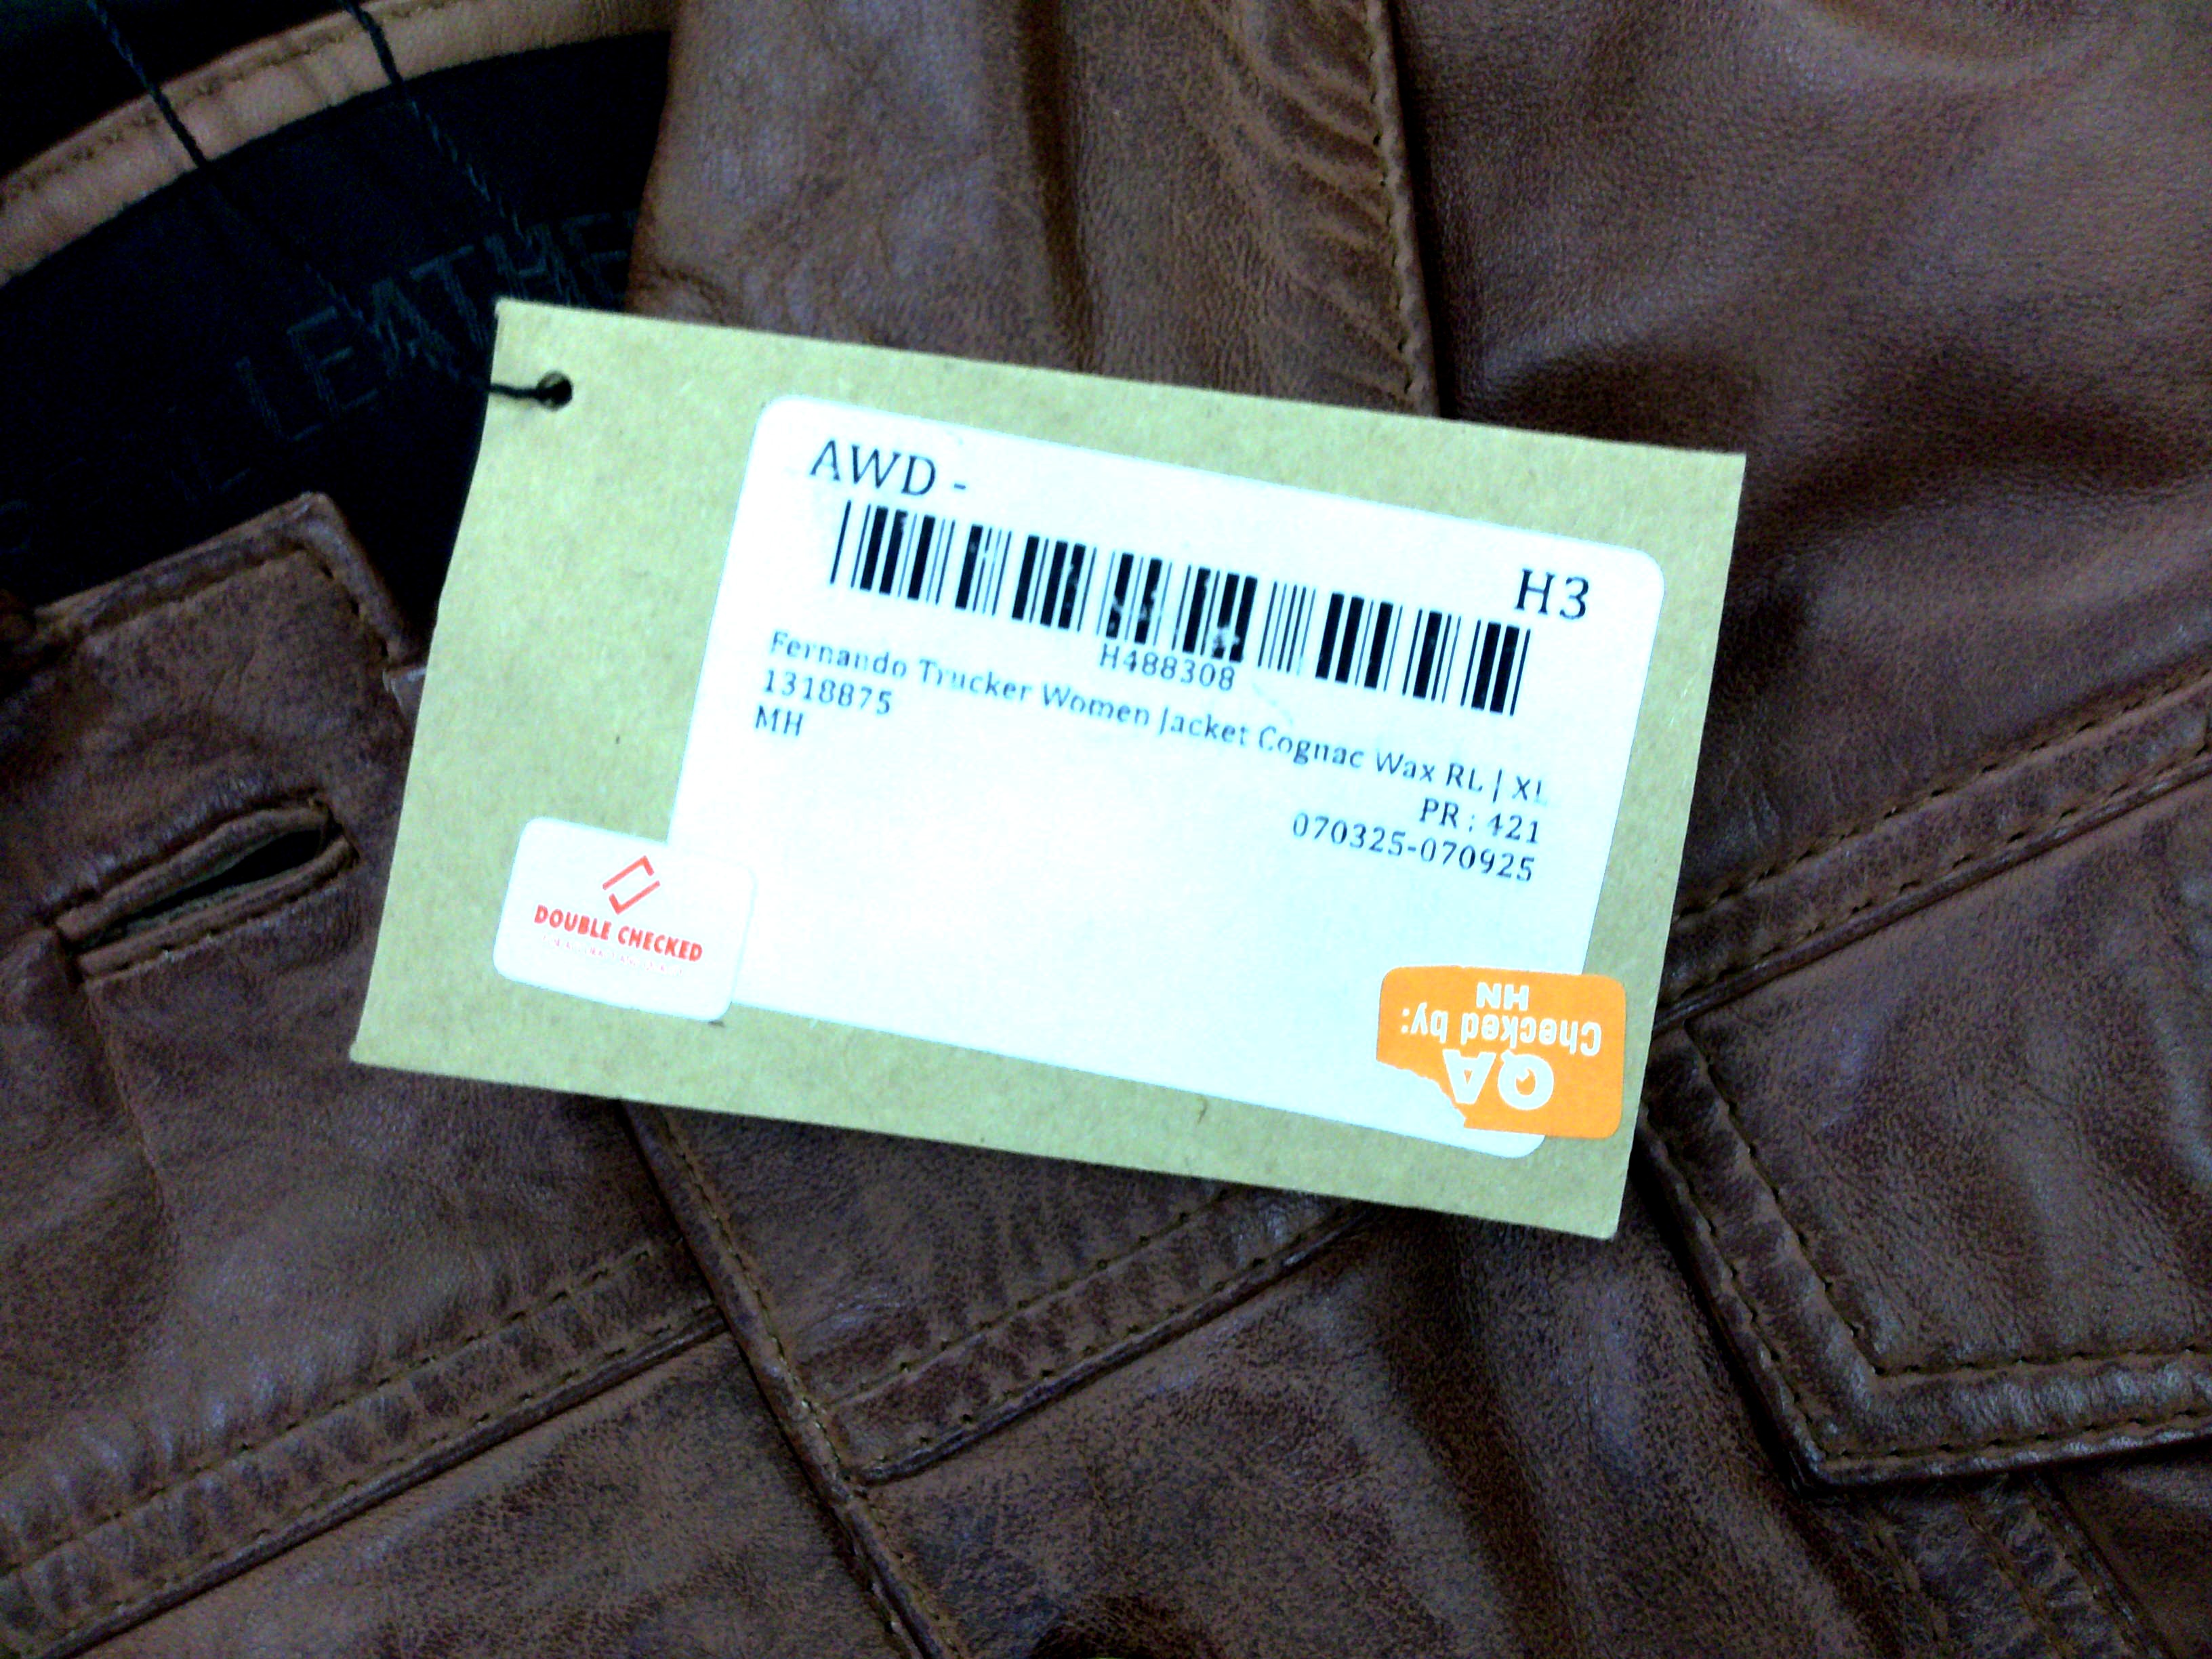 LEATHE
AWD -
H3
H488308
Fernando Trucker Women Jacket Cognac Wax RL | XL
1318875
PR : 421
MH
070325-070925
DOUBLE CHECKED
QA
Checked by:
HN